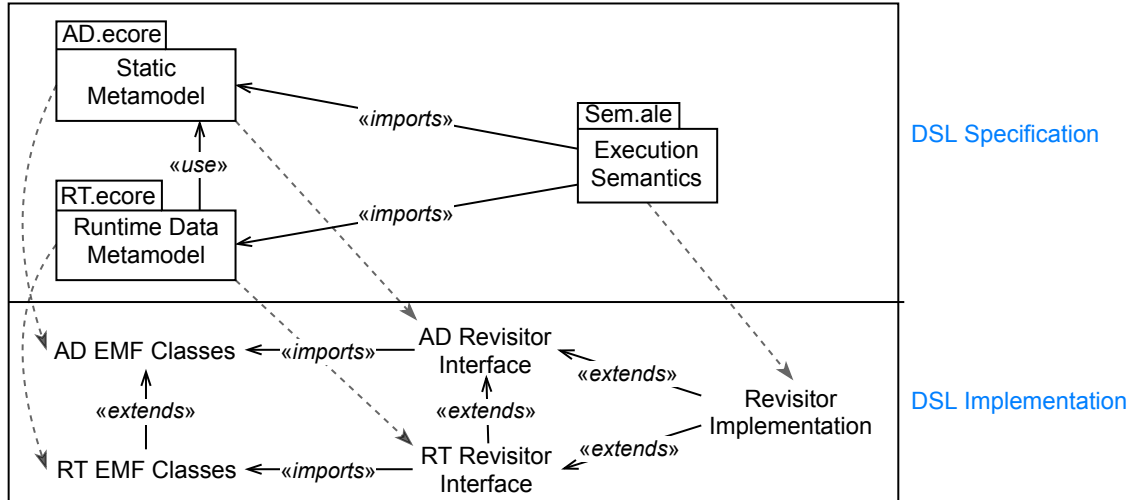 AD.ecore
Static
Metamodel
«imports»
Sem.ale
Execution
Semantics
DSL Specification
«use»
RT.ecore
Runtime Data
Metamodel
«imports»
AD EMF Classes
«imports»
AD Revisitor
Interface
«extends»
«extends»
«extends»
Revisitor
Implementation
DSL Implementation
«extends»
RT EMF Classes
«imports»
RT Revisitor
Interface